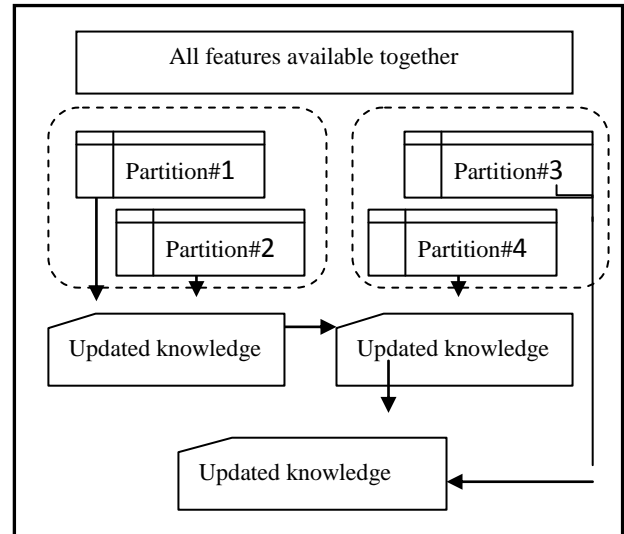 All features available together
Partition#1
Partition#3
Partition#2
Partition#4
Updated knowledge
Updated knowledge
Updated knowledge